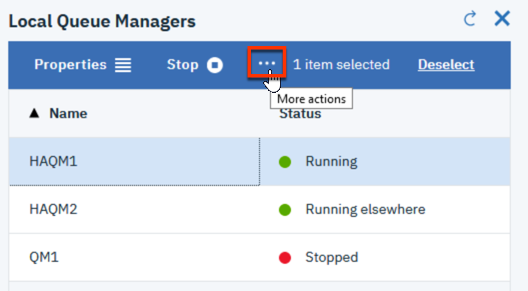 Local Queue Managers
Properties Stop ... 1 item selected Deselect
More actions
▲ Name Status
HAQM1 Running
HAQM2 Running elsewhere
QM1 Stopped